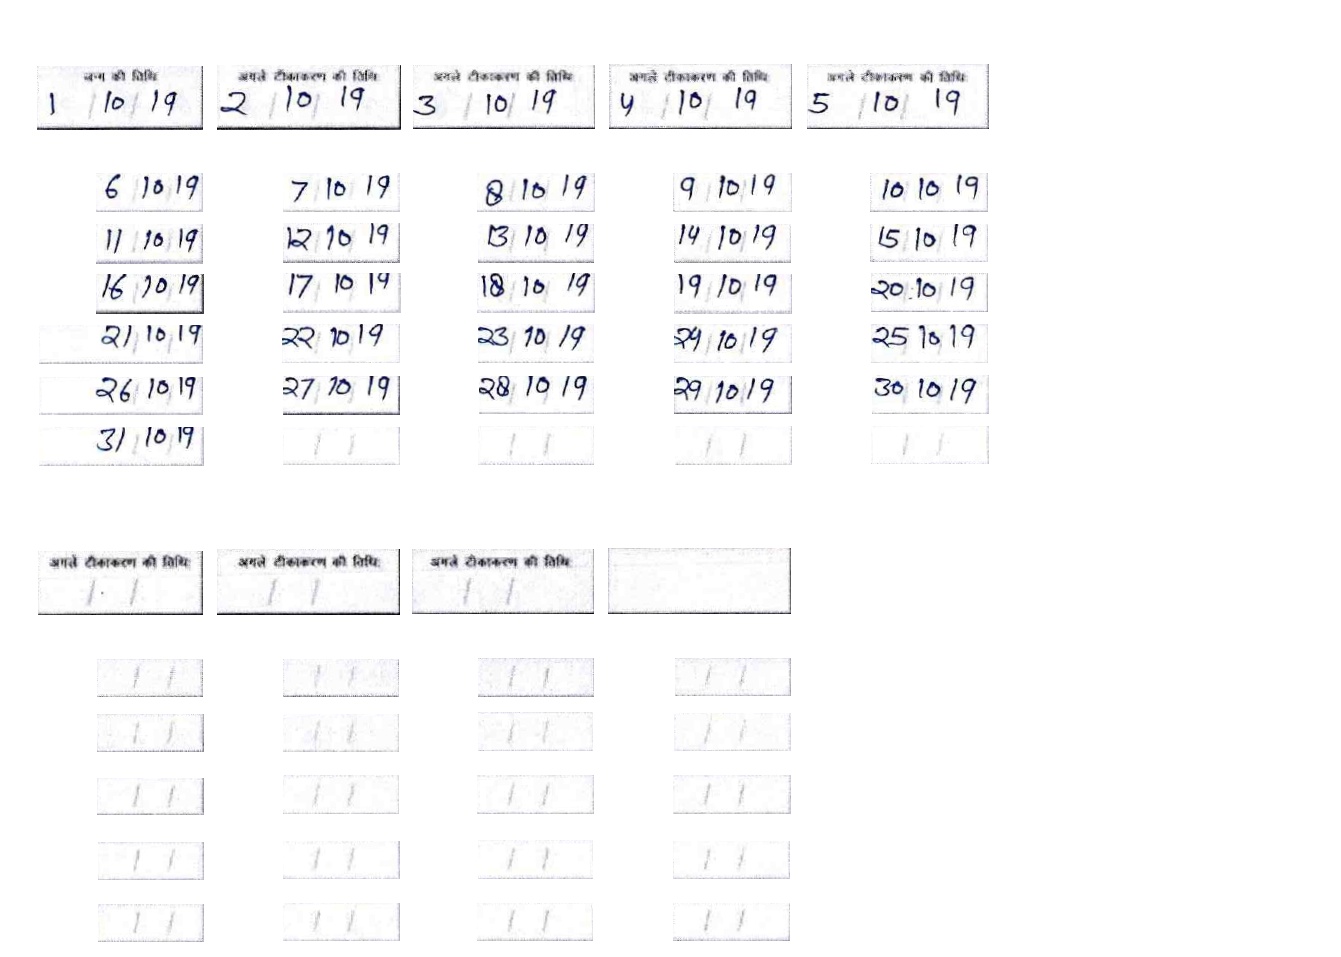 जन्म की तिथि अगले टीकाकरण की तिथि: अगले टीकाकरण की तिथि: अगले टीकाकरण की तिथि: अगले टीकाकरण की तिथि:
1/10/19 2/10/19 3/10/19 4/10/19 5/10/19
6/10/19 7/10/19 8/10/19 9/10/19 10/10/19
11/10/19 12/10/19 13/10/19 14/10/19 15/10/19
16/10/19 17/10/19 18/10/19 19/10/19 20/10/19
21/10/19 22/10/19 23/10/19 24/10/19 25/10/19
26/10/19 27/10/19 28/10/19 29/10/19 30/10/19
31/10/19 / / / / / / / /
अगले टीकाकरण की तिथि: अगले टीकाकरण की तिथि: अगले टीकाकरण की तिथि:
/ / / / / /
/ / / / / / / /
/ / / / / / / /
/ / / / / / / /
/ / / / / / / /
/ / / / / / / /